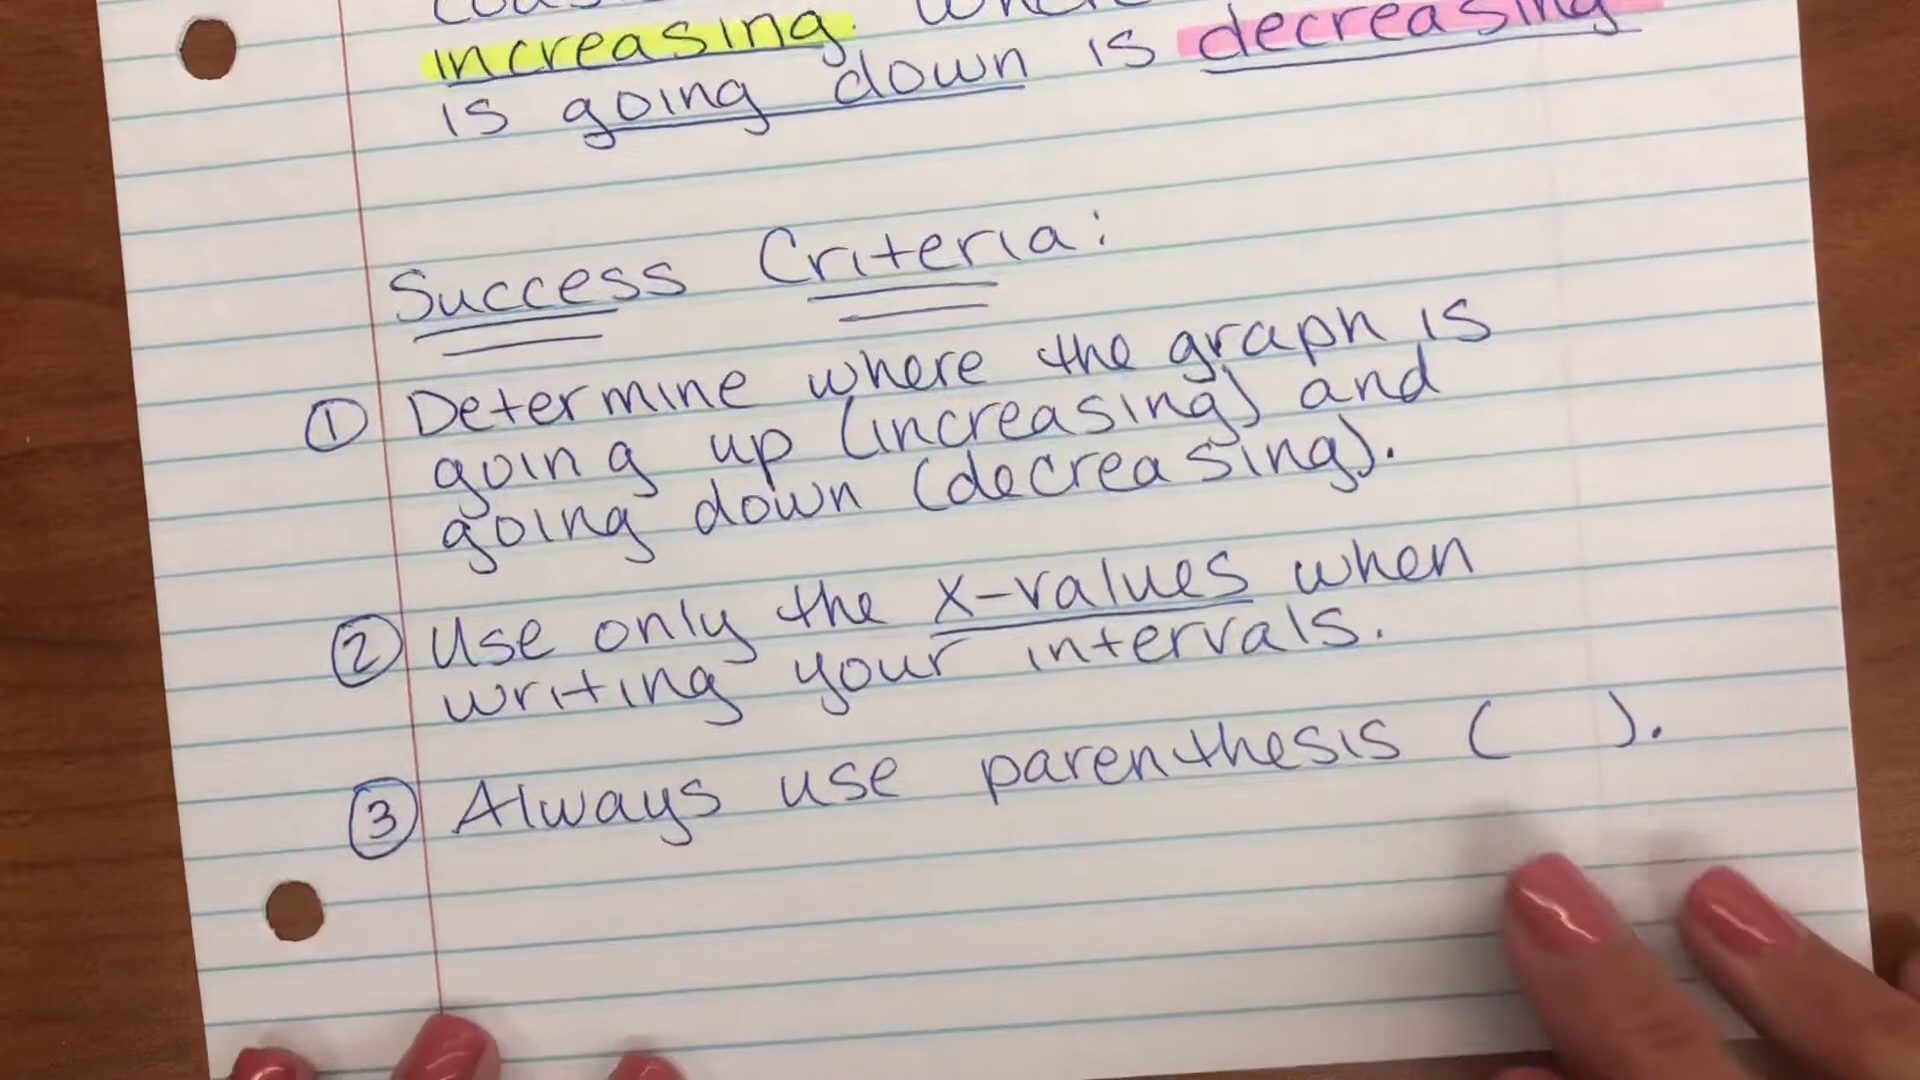 increasing.
is going down is decreasing
Success Criteria:
① Determine where the graph is
going up (increasing) and
going down (decreasing).
② Use only the x-values when
writing your intervals.
③ Always use parenthesis ( ).